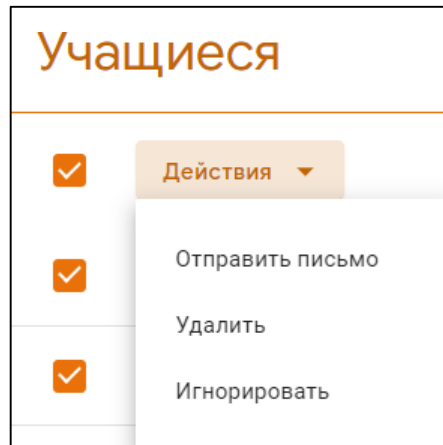 Учащиеся
Действия
Отправить письмо
Удалить
Игнорировать